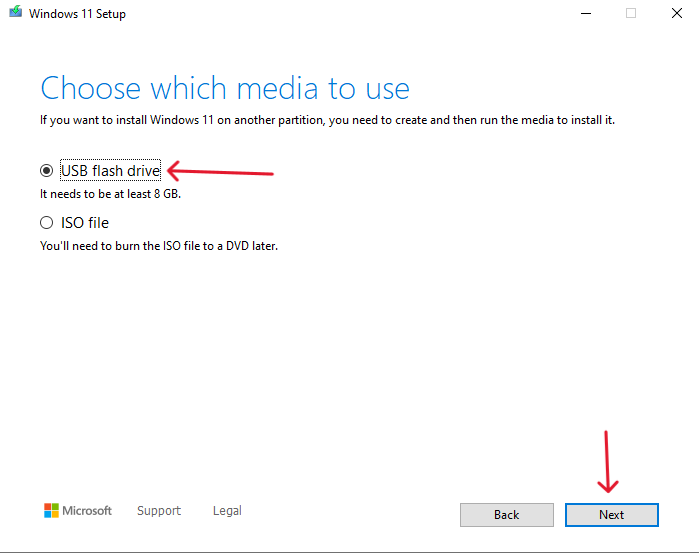 Windows 11 Setup
Choose which media to use
If you want to install Windows 11 on another partition, you need to create and then run the media to install it.
USB flash drive
It needs to be at least 8 GB.
ISO file
You'll need to burn the ISO file to a DVD later.
Microsoft Support Legal Back Next